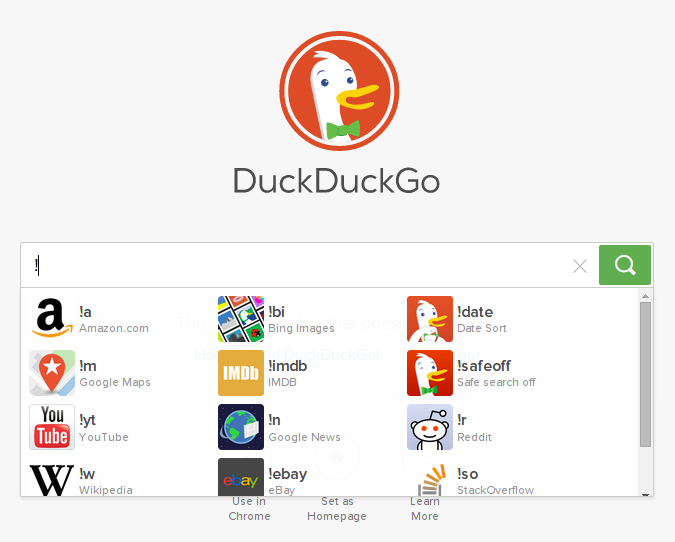 DuckDuckGo
!
!a
Amazon.com
!bi
Bing Images
!date
Date Sort
!m
Google Maps
IMDb
!imdb
IMDB
!safeoff
Safe search off
You
Tube
!yt
YouTube
!n
Google News
!r
Reddit
W
!w
Wikipedia
ebay
!ebay
eBay
!so
StackOverflow
Use in
Chrome
Set as
Homepage
Learn
More